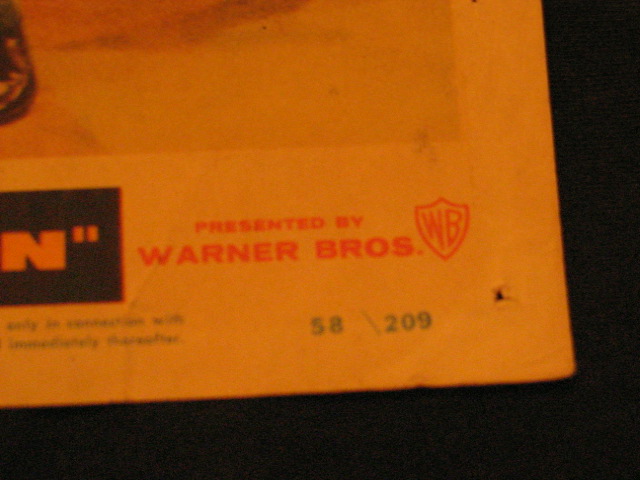 N"
PRESENTED BY
WARNER BROS.
WB
only in connection with
immediately thereafter.
58 \ 209